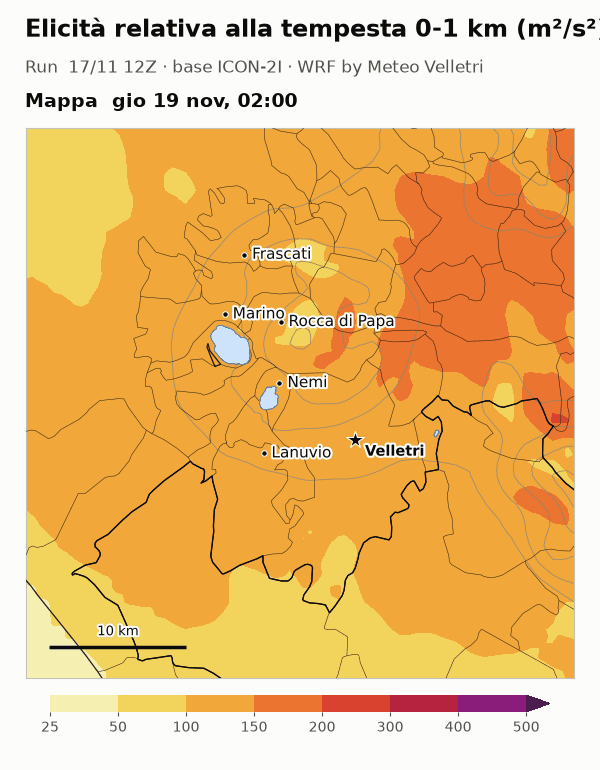 Elicità relativa alla tempesta 0-1 km (m²/s²)
Run 17/11 12Z · base ICON-2I · WRF by Meteo Velletri
Mappa gio 19 nov, 02:00
Frascati
Marino
Rocca di Papa
Nemi
Velletri
Lanuvio
10 km
25 50 100 150 200 300 400 500